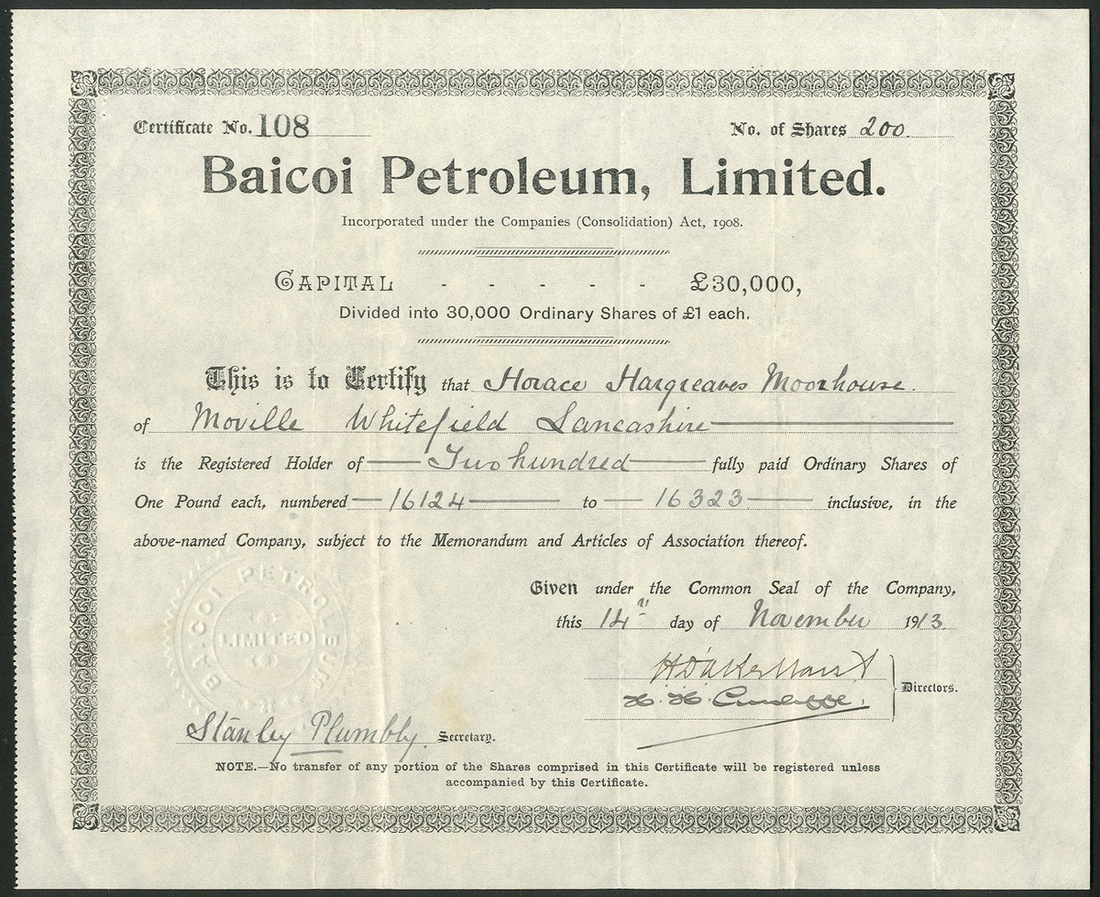 Certificate No. 108 No. of Shares 200
Baicoi Petroleum, Limited.
Incorporated under the Companies (Consolidation) Act, 1908.
CAPITAL - - - - - £30,000,
Divided into 30,000 Ordinary Shares of £1 each.
This is to Certify that Horace Hargreaves Moorhouse.
of Moville Whitefield Lancashire
is the Registered Holder of — Two hundred — fully paid Ordinary Shares of
One Pound each, numbered — 16124 — to — 16323 — inclusive, in the
above-named Company, subject to the Memorandum and Articles of Association thereof.
Given under the Common Seal of the Company,
this 14th day of November 1913.
BAICOI PETROLEUM
LIMITED
H. H. Cunliffe.
Directors.
Stanley Plumbly. Secretary.
NOTE.—No transfer of any portion of the Shares comprised in this Certificate will be registered unless
accompanied by this Certificate.